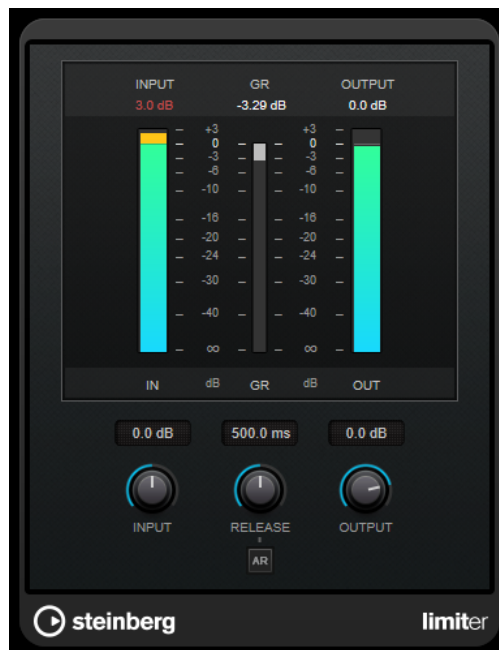 INPUT GR OUTPUT
3.0 dB -3.29 dB 0.0 dB
+3 +3
0 0
-3 -3
-6 -6
-10 -10
-16 -16
-20 -20
-24 -24
-30 -30
-40 -40
∞ ∞
IN dB GR dB OUT
0.0 dB 500.0 ms 0.0 dB
INPUT RELEASE OUTPUT
AR
steinberg limiter